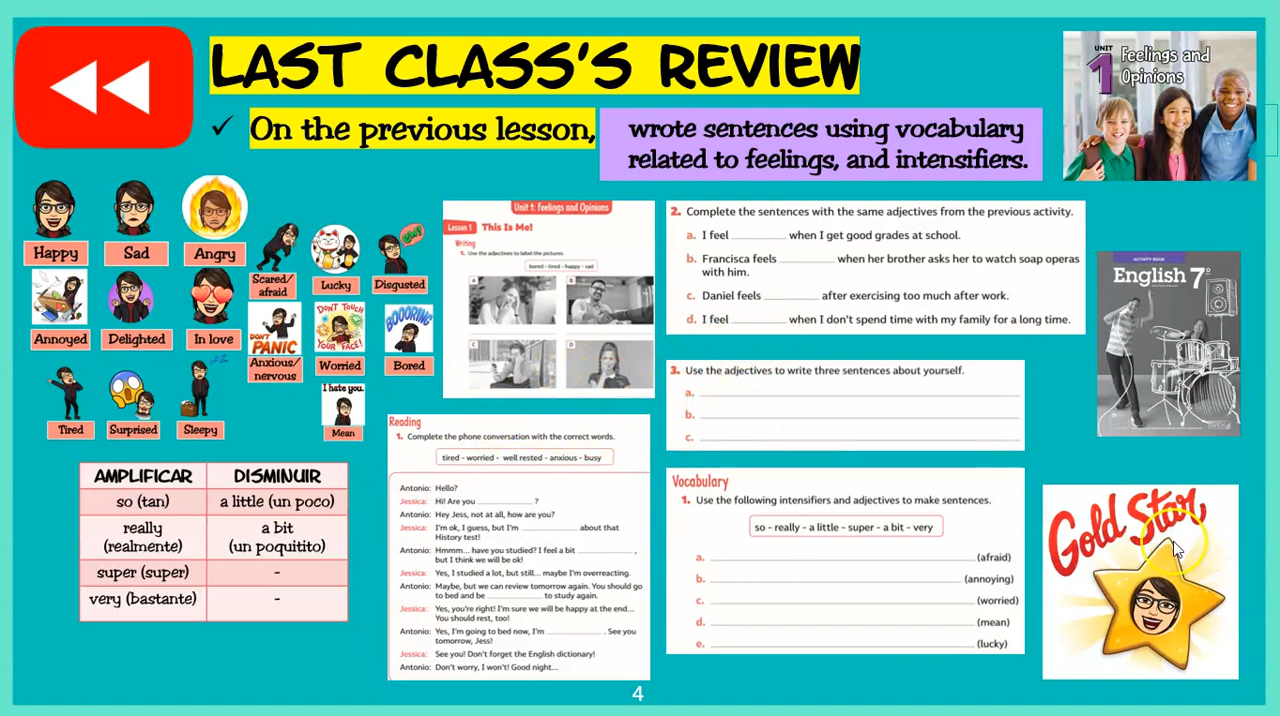 LAST CLASS'S REVIEW
✓ On the previous lesson,
wrote sentences using vocabulary
related to feelings, and intensifiers.
UNIT
1
Feelings and
Opinions
Happy
Sad
Angry
Scared/
afraid
Lucky
EW!
Disgusted
Annoyed
Delighted
In love
DON'T
PANIC
Anxious/
nervous
DON'T TOUCH
YOUR FACE!
Worried
BOOORING
Bored
Tired
Surprised
Sleepy
I hate you.
Mean
AMPLIFICAR
DISMINUIR
so (tan)
a little (un poco)
really
(realmente)
a bit
(un poquitito)
super (super)
-
very (bastante)
-
Unit 1: Feelings and Opinions
Lesson 1 This Is Me!
Writing
1. Use the adjectives to label the pictures.
bored - tired - happy - sad
A
B
C
D
Reading
1. Complete the phone conversation with the correct words.
tired - worried - well rested - anxious - busy
Antonio: Hello?
Jessica: Hi! Are you ____________ ?
Antonio: Hey Jess, not at all, how are you?
Jessica: I'm ok, I guess, but I'm ____________ about that
History test!
Antonio: Hmmm... have you studied? I feel a bit ____________ ,
but I think we will be ok!
Jessica: Yes, I studied a lot, but still... maybe I'm overreacting.
Antonio: Maybe, but we can review tomorrow again. You should go
to bed and be ____________ to study again.
Jessica: Yes, you're right! I'm sure we will be happy at the end...
You should rest, too!
Antonio: Yes, I'm going to bed now, I'm ____________ . See you
tomorrow, Jess!
Jessica: See you! Don't forget the English dictionary!
Antonio: Don't worry, I won't! Good night...
2. Complete the sentences with the same adjectives from the previous activity.
a. I feel __________ when I get good grades at school.
b. Francisca feels __________ when her brother asks her to watch soap operas
with him.
c. Daniel feels __________ after exercising too much after work.
d. I feel __________ when I don't spend time with my family for a long time.
3. Use the adjectives to write three sentences about yourself.
a.
b.
c.
Vocabulary
1. Use the following intensifiers and adjectives to make sentences.
so - really - a little - super - a bit - very
a. ____________ (afraid)
b. ____________ (annoying)
c. ____________ (worried)
d. ____________ (mean)
e. ____________ (lucky)
ACTIVITY BOOK
English 7°
Gold Star
4